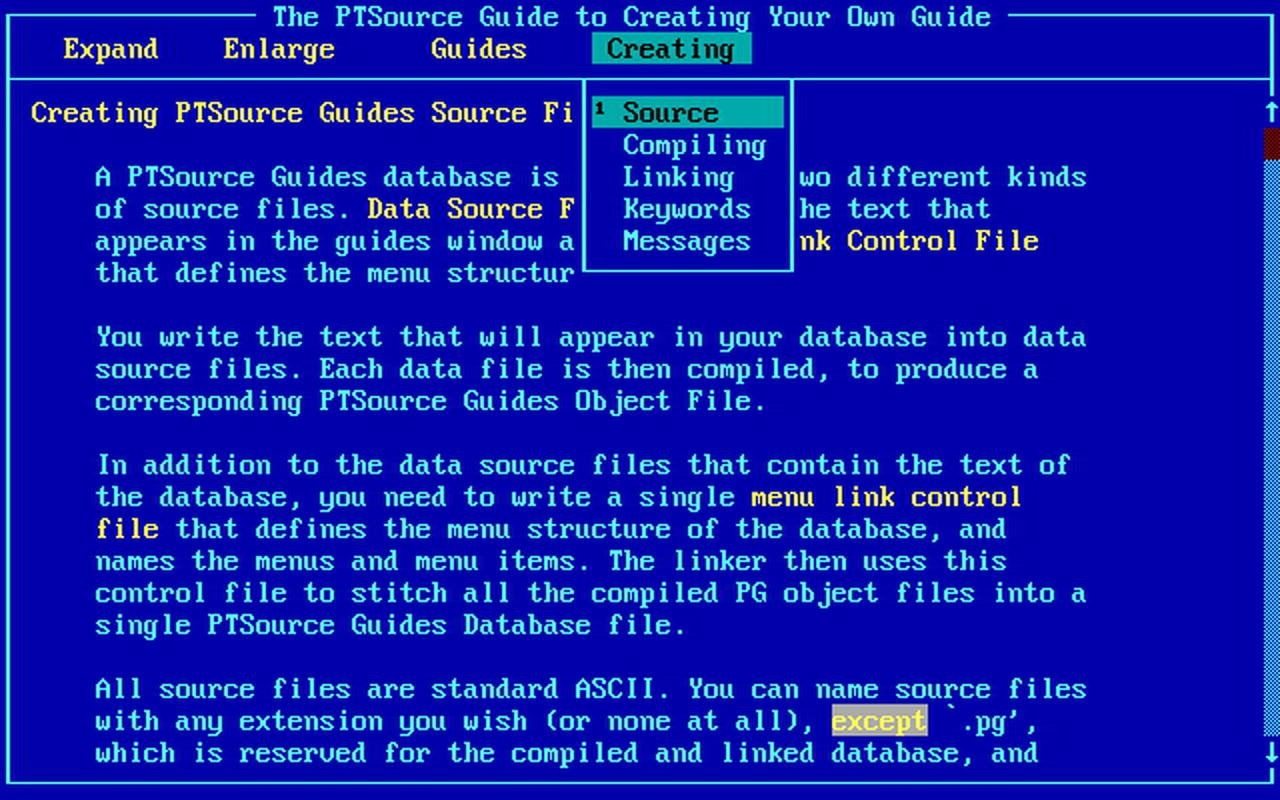 The PTSource Guide to Creating Your Own Guide
Expand Enlarge Guides Creating
Creating PTSource Guides Source Fi
¹ Source
Compiling
Linking
Keywords
Messages
A PTSource Guides database is wo different kinds
of source files. Data Source F he text that
appears in the guides window a nk Control File
that defines the menu structur
You write the text that will appear in your database into data
source files. Each data file is then compiled, to produce a
corresponding PTSource Guides Object File.
In addition to the data source files that contain the text of
the database, you need to write a single menu link control
file that defines the menu structure of the database, and
names the menus and menu items. The linker then uses this
control file to stitch all the compiled PG object files into a
single PTSource Guides Database file.
All source files are standard ASCII. You can name source files
with any extension you wish (or none at all), except `.pg’,
which is reserved for the compiled and linked database, and